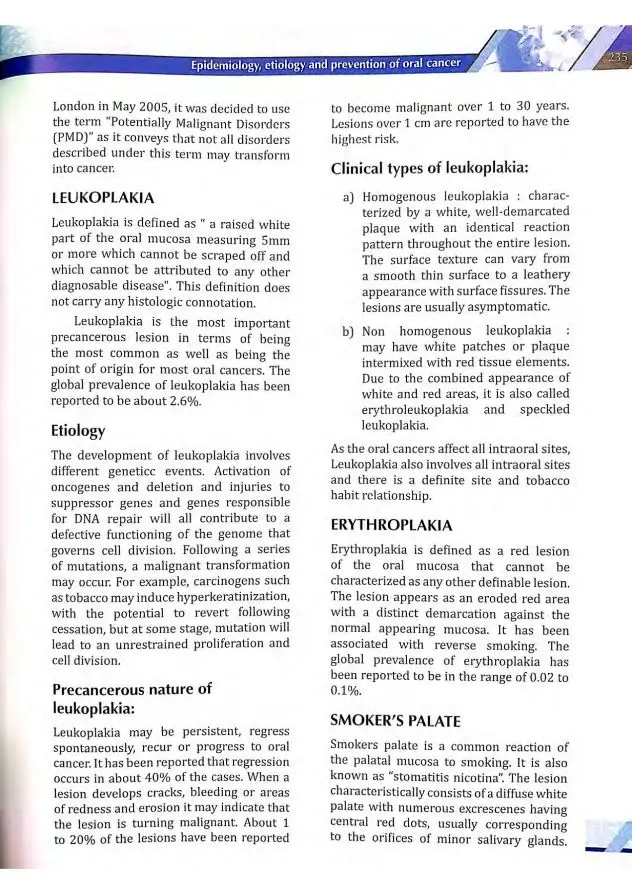 Epidemiology, etiology and prevention of oral cancer
235
London in May 2005, it was decided to use
the term "Potentially Malignant Disorders
(PMD)" as it conveys that not all disorders
described under this term may transform
into cancer.
LEUKOPLAKIA
Leukoplakia is defined as " a raised white
part of the oral mucosa measuring 5mm
or more which cannot be scraped off and
which cannot be attributed to any other
diagnosable disease". This definition does
not carry any histologic connotation.
Leukoplakia is the most important
precancerous lesion in terms of being
the most common as well as being the
point of origin for most oral cancers. The
global prevalence of leukoplakia has been
reported to be about 2.6%.
Etiology
The development of leukoplakia involves
different geneticc events. Activation of
oncogenes and deletion and injuries to
suppressor genes and genes responsible
for DNA repair will all contribute to a
defective functioning of the genome that
governs cell division. Following a series
of mutations, a malignant transformation
may occur. For example, carcinogens such
as tobacco may induce hyperkeratinization,
with the potential to revert following
cessation, but at some stage, mutation will
lead to an unrestrained proliferation and
cell division.
Precancerous nature of
leukoplakia:
Leukoplakia may be persistent, regress
spontaneously, recur or progress to oral
cancer. It has been reported that regression
occurs in about 40% of the cases. When a
lesion develops cracks, bleeding or areas
of redness and erosion it may indicate that
the lesion is turning malignant. About 1
to 20% of the lesions have been reported
to become malignant over 1 to 30 years.
Lesions over 1 cm are reported to have the
highest risk.
Clinical types of leukoplakia:
a) Homogenous leukoplakia : charac-
terized by a white, well-demarcated
plaque with an identical reaction
pattern throughout the entire lesion.
The surface texture can vary from
a smooth thin surface to a leathery
appearance with surface fissures. The
lesions are usually asymptomatic.
b) Non homogenous leukoplakia :
may have white patches or plaque
intermixed with red tissue elements.
Due to the combined appearance of
white and red areas, it is also called
erythroleukoplakia and speckled
leukoplakia.
As the oral cancers affect all intraoral sites,
Leukoplakia also involves all intraoral sites
and there is a definite site and tobacco
habit relationship.
ERYTHROPLAKIA
Erythroplakia is defined as a red lesion
of the oral mucosa that cannot be
characterized as any other definable lesion.
The lesion appears as an eroded red area
with a distinct demarcation against the
normal appearing mucosa. It has been
associated with reverse smoking. The
global prevalence of erythroplakia has
been reported to be in the range of 0.02 to
0.1%.
SMOKER'S PALATE
Smokers palate is a common reaction of
the palatal mucosa to smoking. It is also
known as "stomatitis nicotina". The lesion
characteristically consists of a diffuse white
palate with numerous excrescenes having
central red dots, usually corresponding
to the orifices of minor salivary glands.